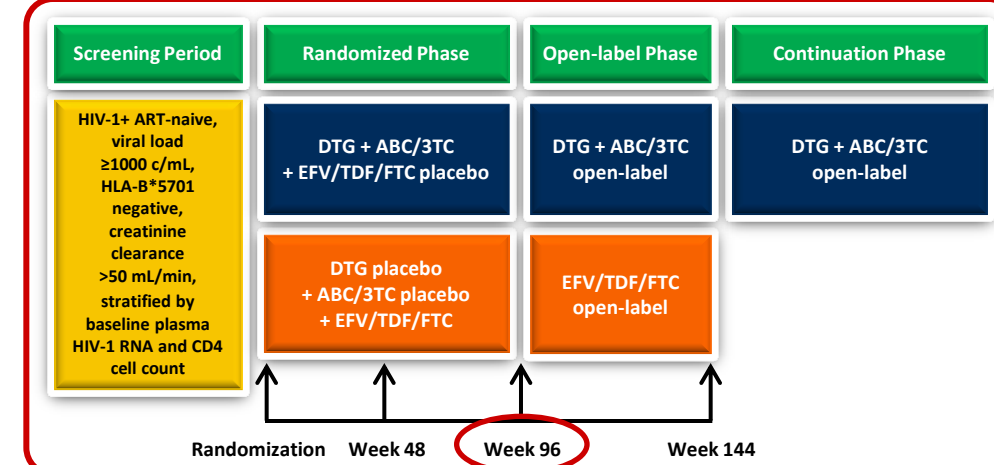 Screening Period
Randomized Phase
Open-label Phase
Continuation Phase
HIV-1+ ART-naive,
viral load
≥1000 c/mL,
HLA-B*5701
negative,
creatinine
clearance
>50 mL/min,
stratified by
baseline plasma
HIV-1 RNA and CD4
cell count
DTG + ABC/3TC
+ EFV/TDF/FTC placebo
DTG + ABC/3TC
open-label
DTG + ABC/3TC
open-label
DTG placebo
+ ABC/3TC placebo
+ EFV/TDF/FTC
EFV/TDF/FTC
open-label
Randomization
Week 48
Week 96
Week 144